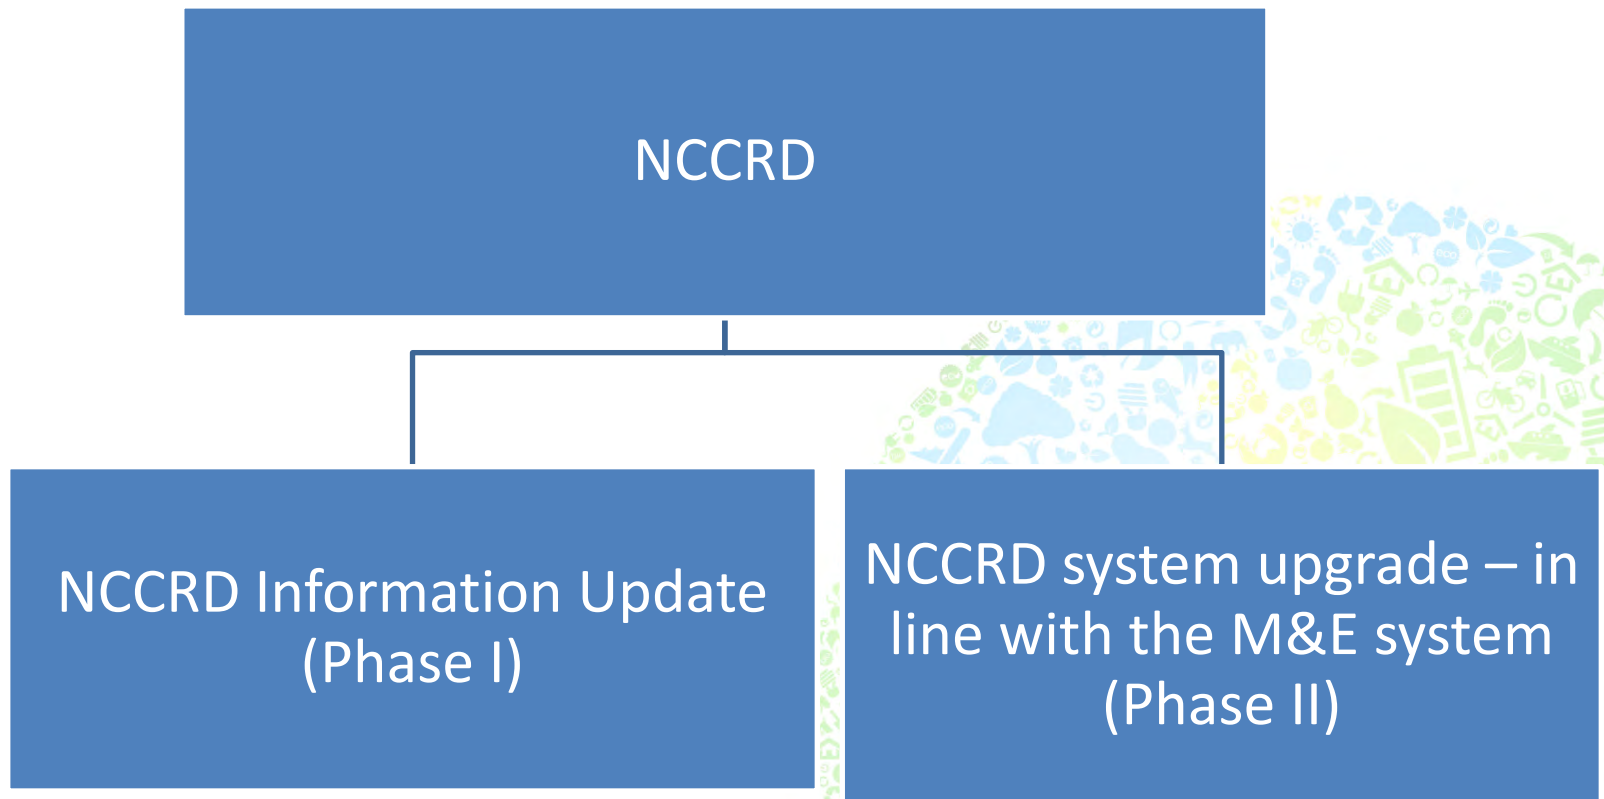 NCCRD
NCCRD Information Update
(Phase I)
NCCRD system upgrade – in
line with the M&E system
(Phase II)